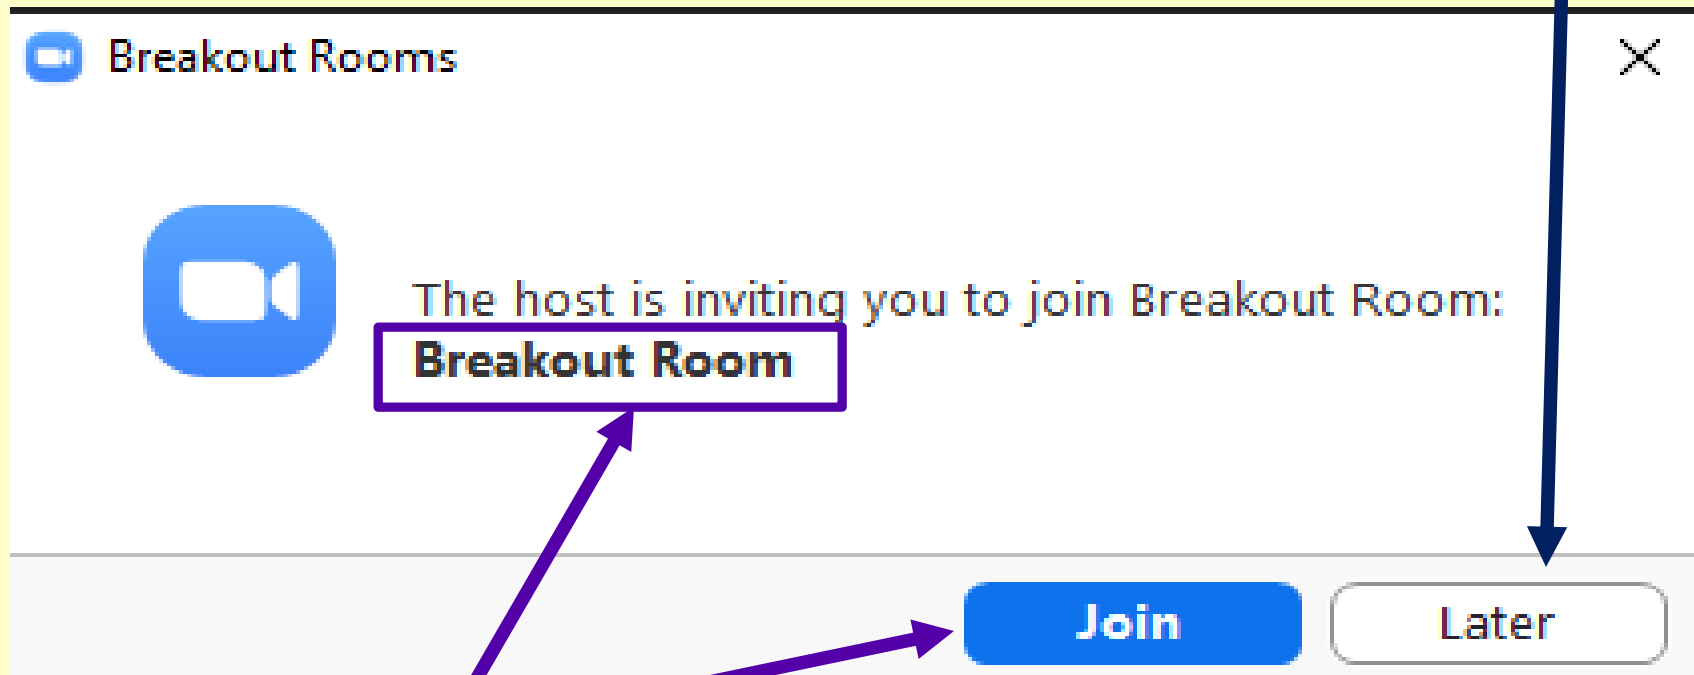 Breakout Rooms
The host is inviting you to join Breakout Room:
Breakout Room
Join Later